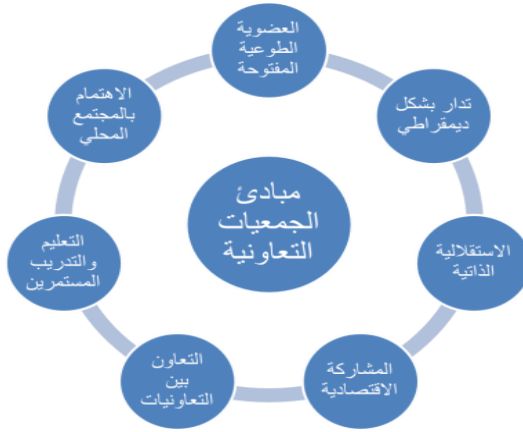 العضوية
الطوعية
المفتوحة
تدار بشكل
ديمقراطي
الاستقلالية
الذاتية
المشاركة
الاقتصادية
التعاون
بين
التعاونيات
التعليم
والتدريب
المستمرين
الاهتمام
بالمجتمع
المحلي
مبادئ
الجمعيات
التعاونية